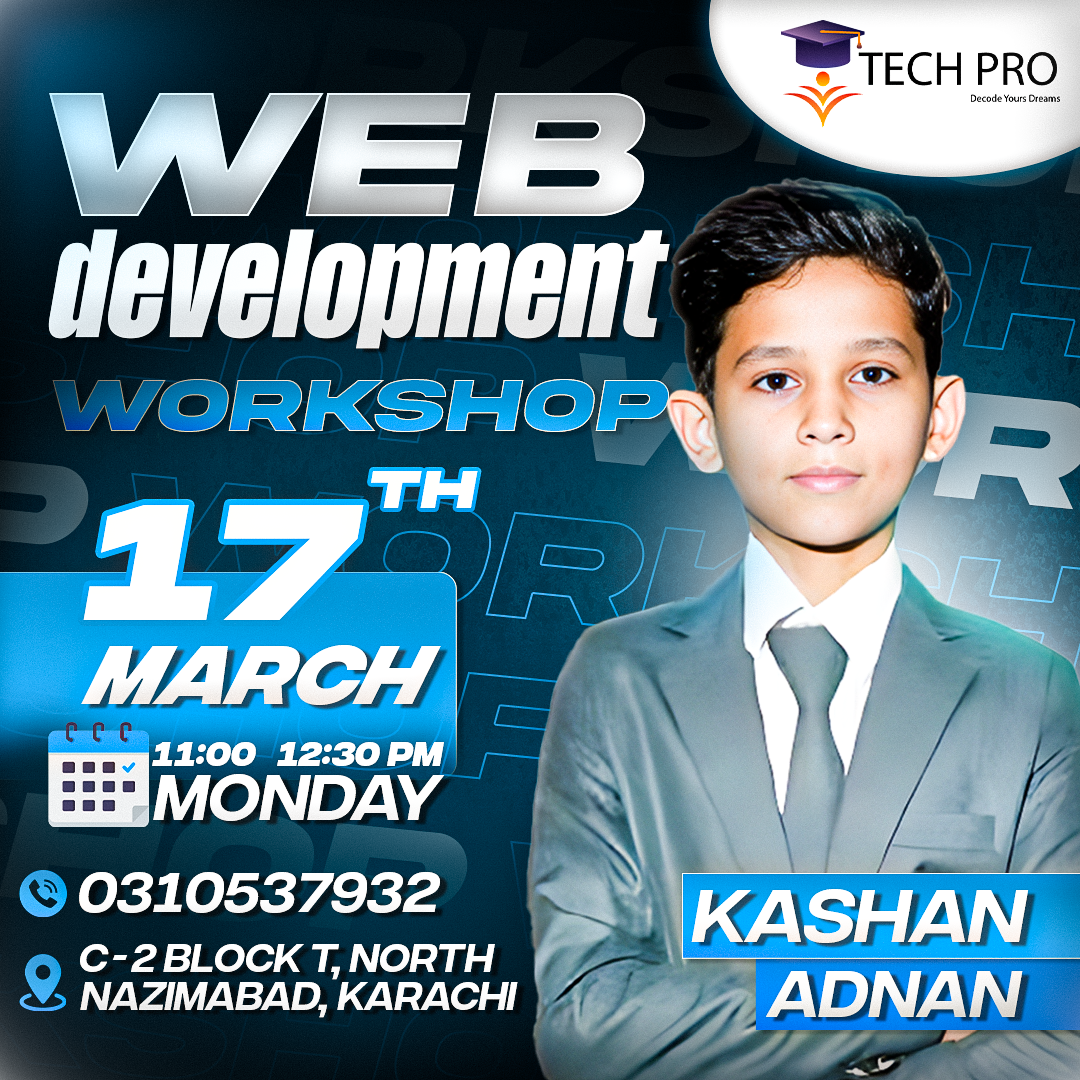 TECH PRO
Decode Yours Dreams
WEB
development
WORKSHOP
17TH
MARCH
11:00 12:30 PM
MONDAY
0310537932
C-2 BLOCK T, NORTH
NAZIMABAD, KARACHI
KASHAN
ADNAN